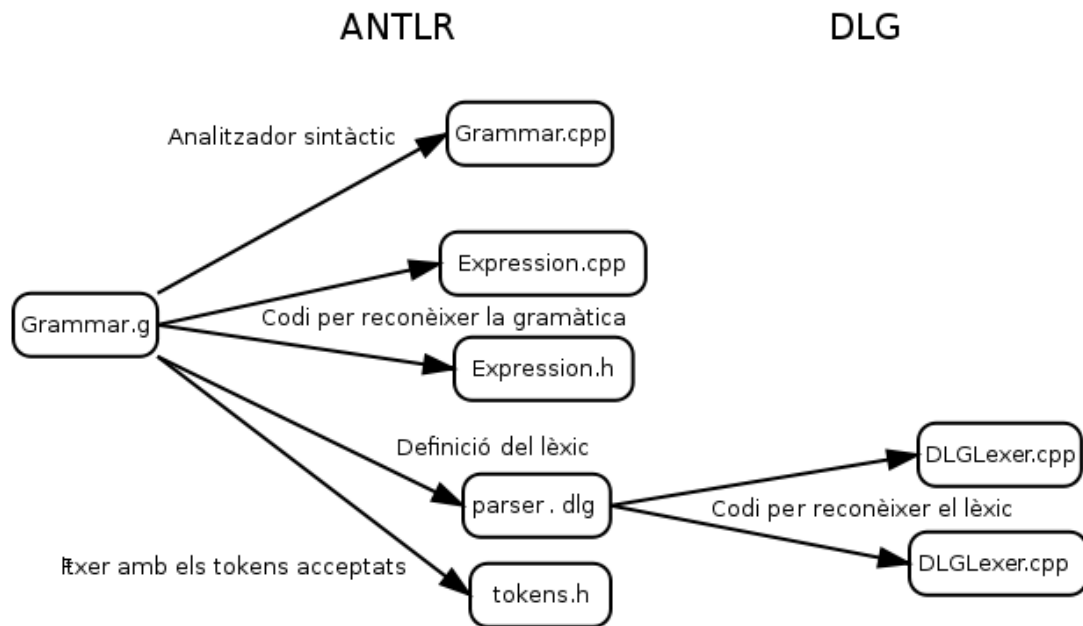 ANTLR
DLG
Analitzador sintàctic
Grammar.cpp
Expression.cpp
Grammar.g
Codi per reconèixer la gramàtica
Expression.h
Definició del lèxic
DLGLexer.cpp
parser . dlg
Codi per reconèixer el lèxic
DLGLexer.cpp
amb els tokens acceptats
tokens.h